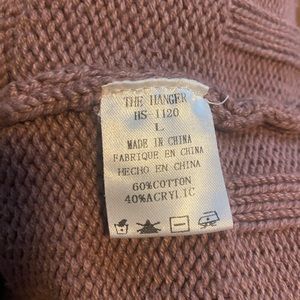 THE HANGER
HS 1120
L
MADE IN CHINA
FABRIQUE EN CHINA
HECHO EN CHINA
60%COTTON
40%ACRYLIC